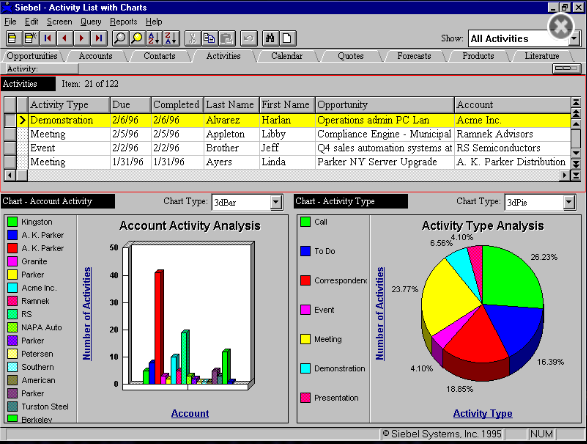 Siebel - Activity List with Charts
File Edit Screen Query Reports Help
Show: All Activities
Opportunities Accounts Contacts Activities Calendar Quotes Forecasts Products Literature
Activity:
Activities Item: 21 of 122
Activity Type Due Completed Last Name First Name Opportunity Account
Demonstration 2/6/96 2/6/96 Alvarez Harlan Operations admin PC Lan Acme Inc.
Meeting 2/5/96 2/5/96 Appleton Libby Compliance Engine - Municipal Ramnek Advisors
Event 2/2/96 2/2/96 Brother Jeff Q4 sales automation systems at RS Semiconductors
Meeting 1/31/96 1/31/96 Ayers Linda Parker NY Server Upgrade A. K. Parker Distribution
Chart - Account Activity Chart Type: 3dBar
Kingston
A. K. Parker
A. K. Parker
Granite
Parker
Acme Inc.
Ramnek
RS
NAPA Auto
Parker
Petersen
Southern
American
Parker
Turston Steel
Berkeley
Account Activity Analysis
Number of Activities
50
40
30
20
10
0
Account
Chart - Activity Type Chart Type: 3dPie
Call
To Do
Correspondenc
Event
Meeting
Demonstration
Presentation
Activity Type Analysis
Number of Activities
4.10%
6.56%
26.23%
23.77%
16.39%
4.10%
18.85%
Activity Type
© Siebel Systems, Inc. 1995 NUM